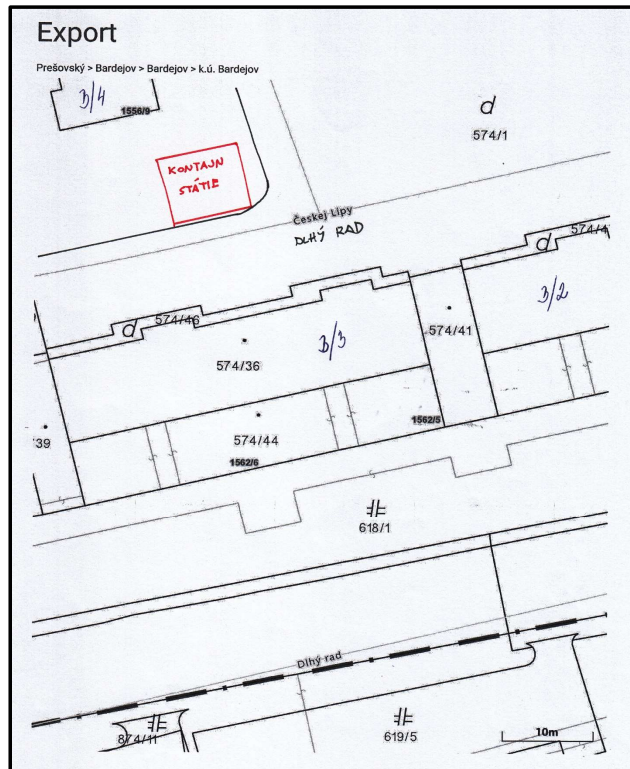 Export
Prešovský > Bardejov > Bardejov > k.ú. Bardejov
B/4
1556/9
d
574/1
KONTAJN
STÁTIE
Českej Lipy
DLHÝ RAD
d
574/4
B/2
d
574/46
574/41
B/3
574/36
39
574/44
1562/5
1562/6
618/1
Dlhý rad
874/11
619/5
10m